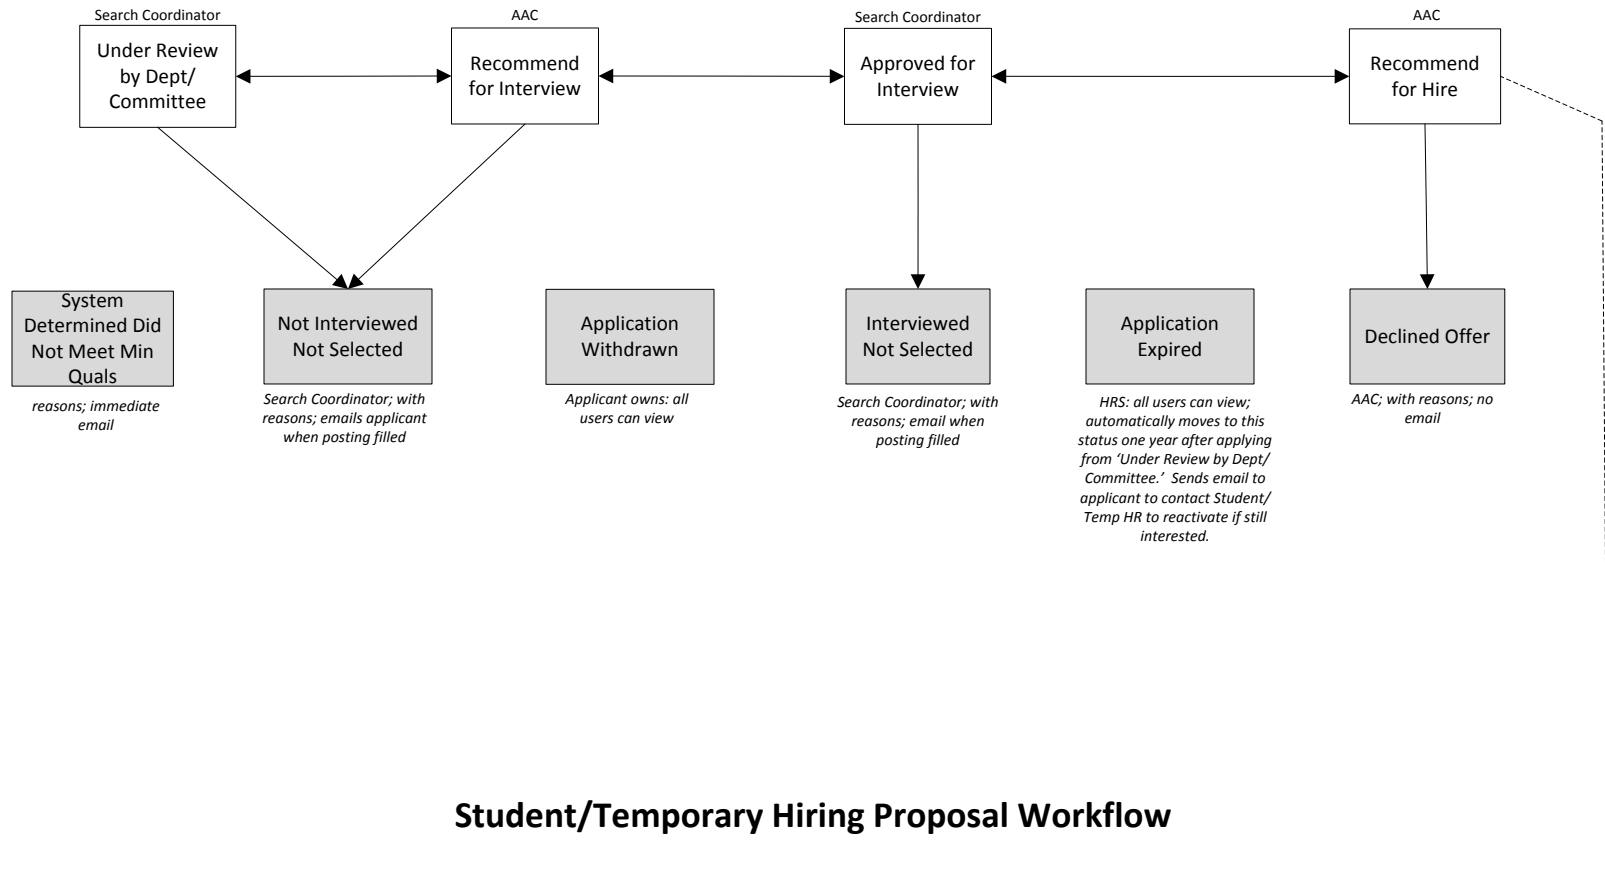 Search Coordinator
Under Review
by Dept/
Committee
AAC
Recommend
for Interview
Search Coordinator
Approved for
Interview
AAC
Recommend
for Hire
System
Determined Did
Not Meet Min
Quals
reasons; immediate
email
Not Interviewed
Not Selected
Search Coordinator; with
reasons; emails applicant
when posting filled
Application
Withdrawn
Applicant owns: all
users can view
Interviewed
Not Selected
Search Coordinator; with
reasons; email when
posting filled
Application
Expired
HRS: all users can view;
automatically moves to this
status one year after applying
from ‘Under Review by Dept/
Committee.’  Sends email to
applicant to contact Student/
Temp HR to reactivate if still
interested.
Declined Offer
AAC; with reasons; no
email
Student/Temporary Hiring Proposal Workflow